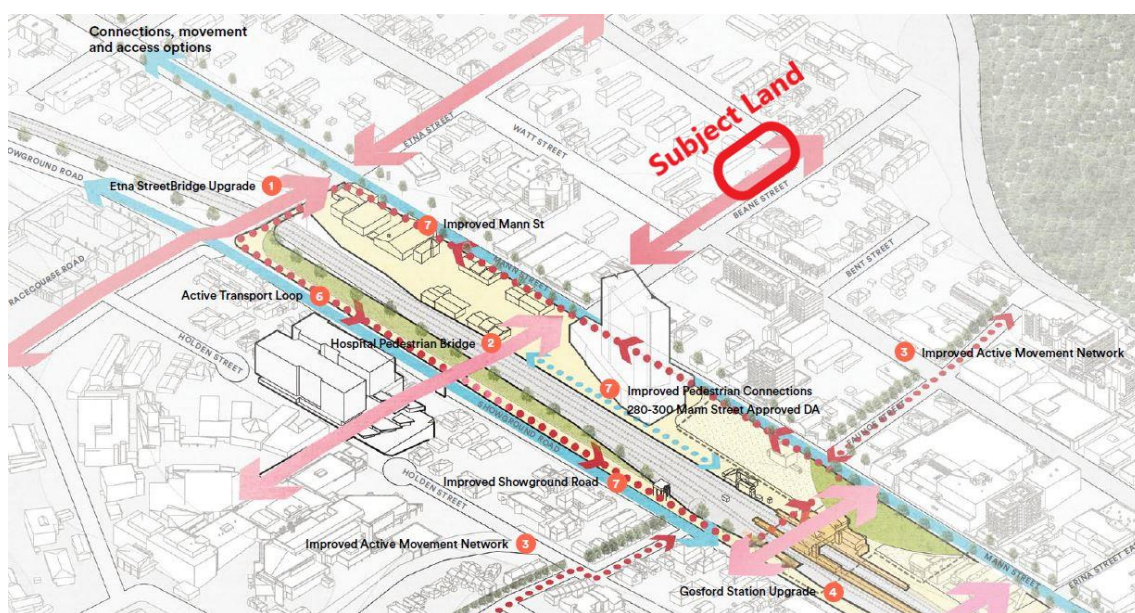 Connections, movement
and access options
ETNA STREET
WATT STREET
Subject Land
SHOWGROUND ROAD
Etna StreetBridge Upgrade 1
7 Improved Mann St
MANN STREET
BEANE STREET
BENT STREET
RACECOURSE ROAD
Active Transport Loop 6
HOLDEN STREET
Hospital Pedestrian Bridge 2
3 Improved Active Movement Network
7 Improved Pedestrian Connections
280-300 Mann Street Approved DA
SHOWGROUND ROAD
HOLDEN STREET
Improved Showground Road 7
Improved Active Movement Network 3
MANN STREET
Gosford Station Upgrade 4